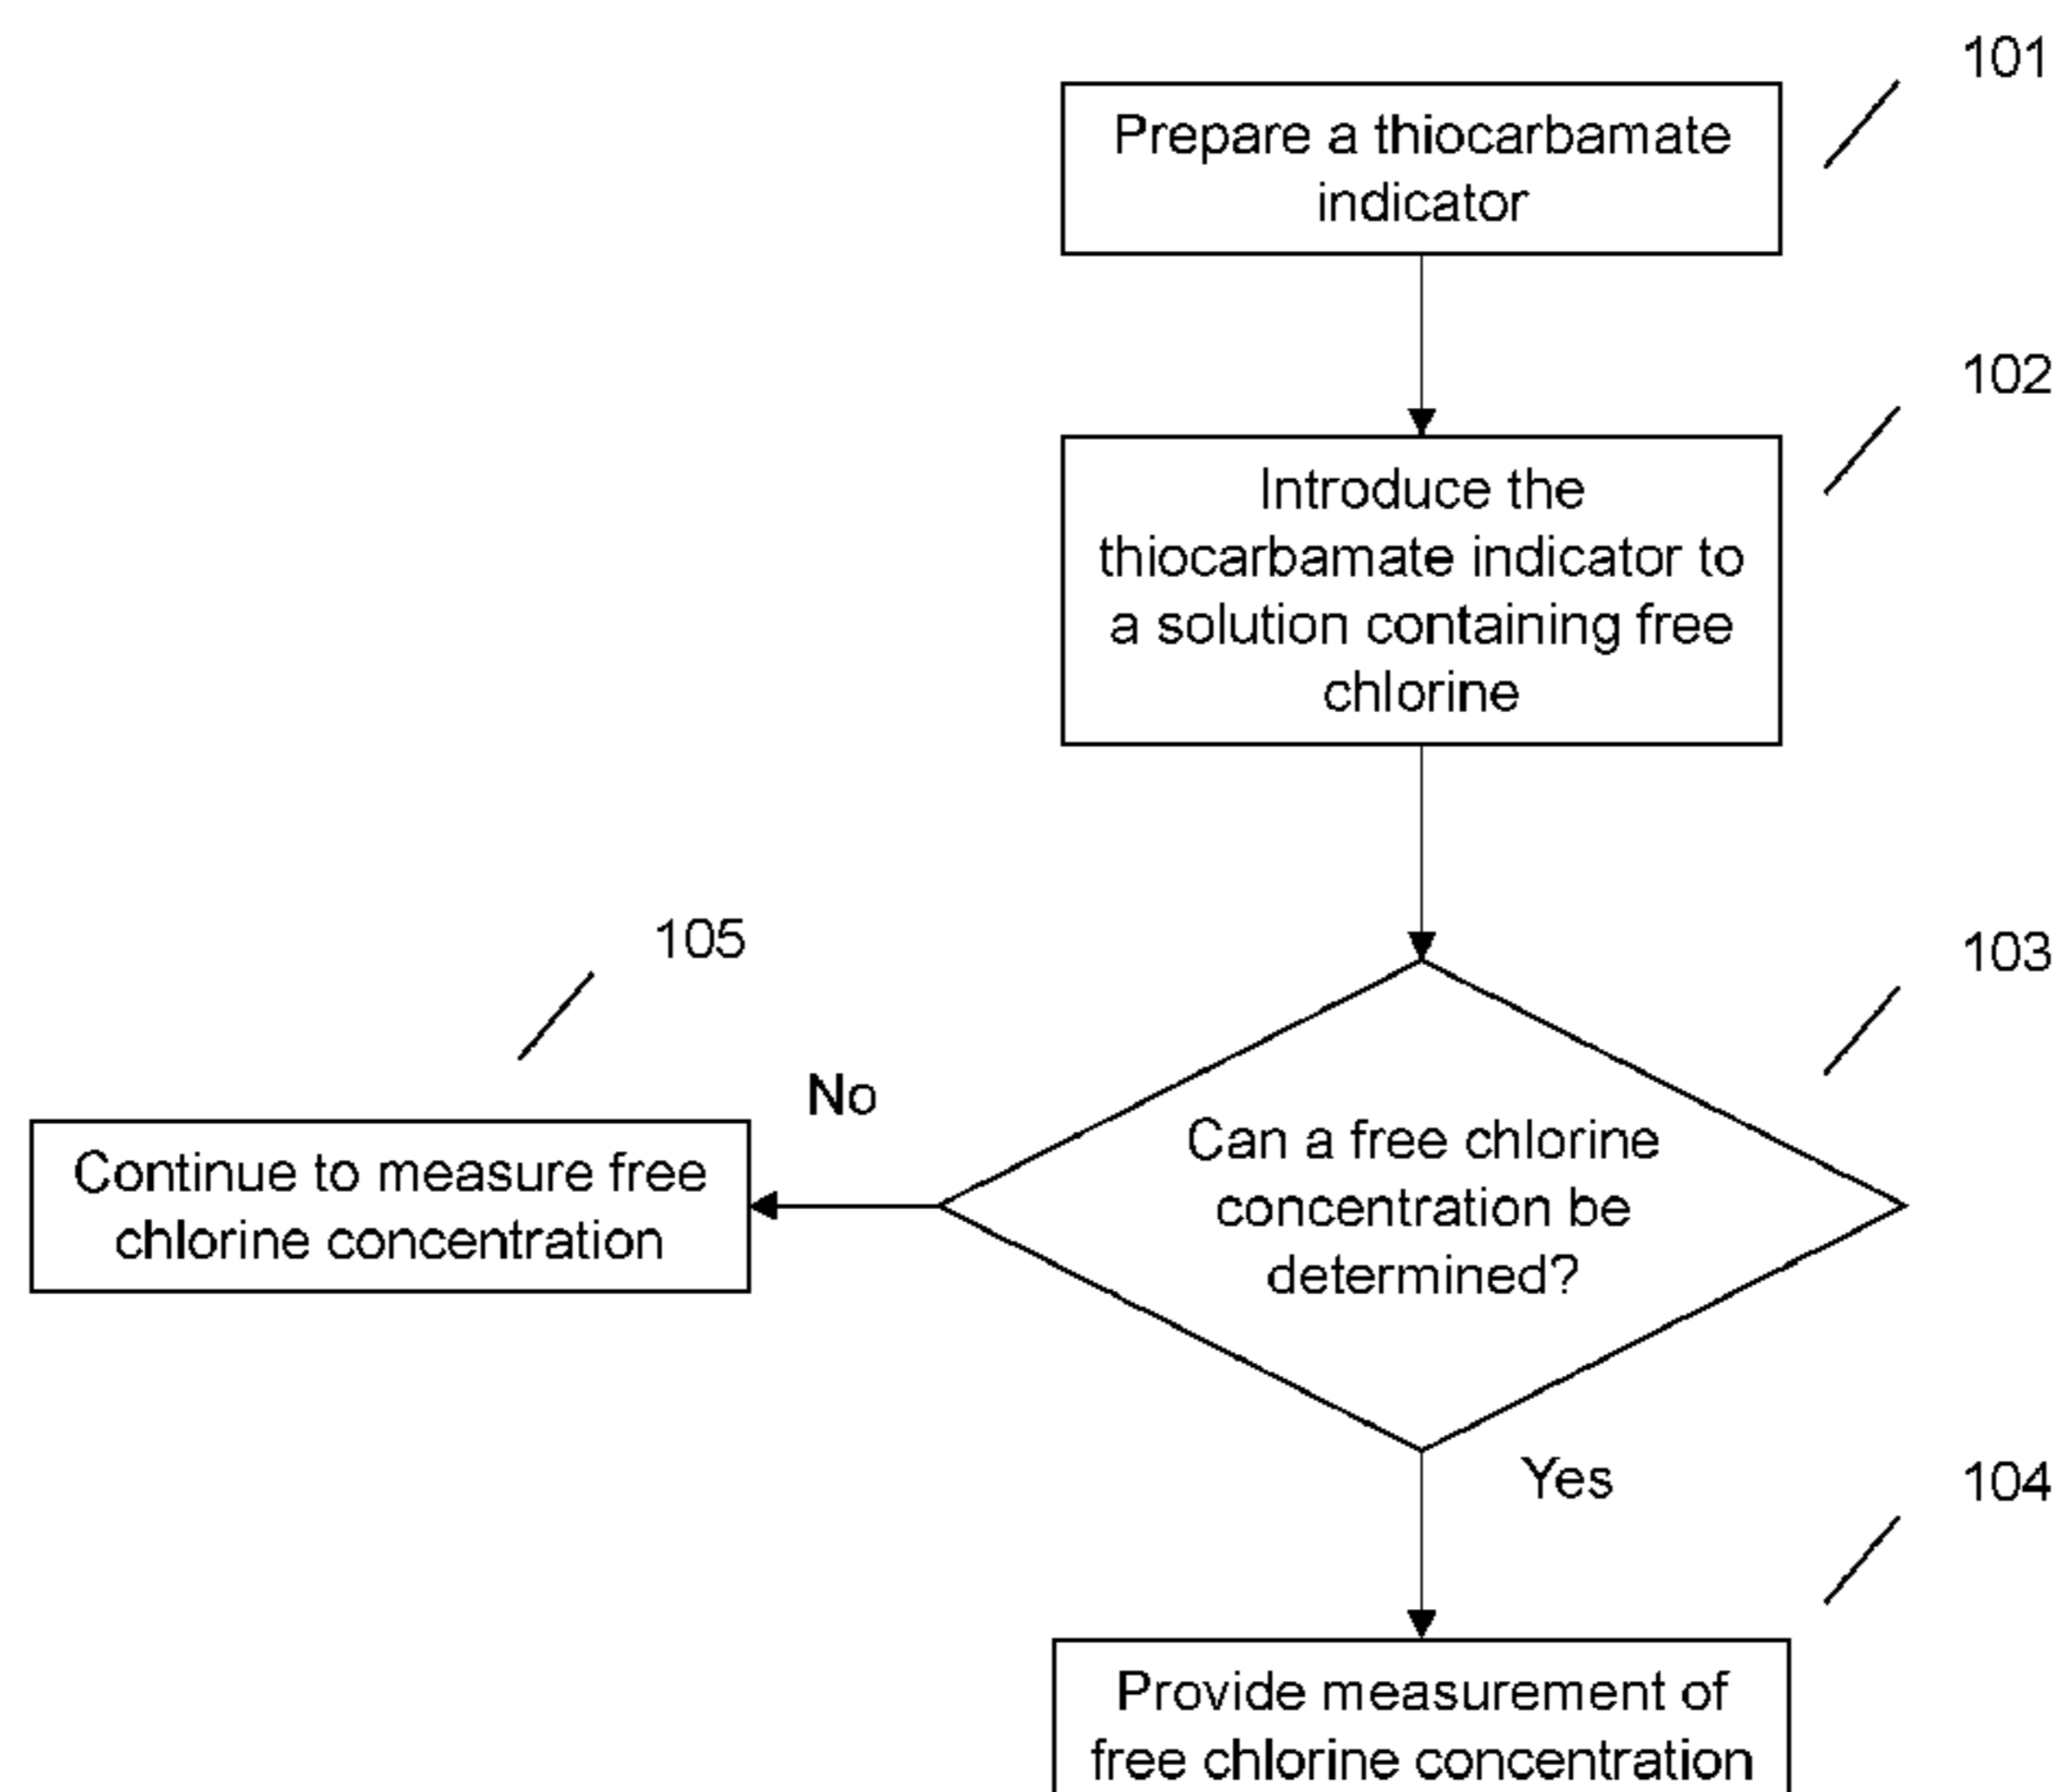 101
Prepare a thiocarbamate
indicator
102
Introduce the
thiocarbamate indicator to
a solution containing free
chlorine
103
Can a free chlorine
concentration be
determined?
No
105
Continue to measure free
chlorine concentration
Yes
104
Provide measurement of
free chlorine concentration